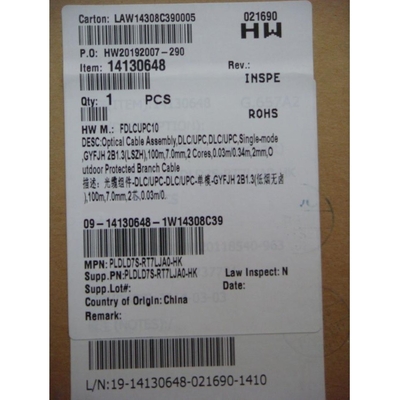 Carton: LAW14308C390005
021690
HW
P.O: HW20192007-290
Item: 14130648
Rev.:
INSPE
Qty: 1 PCS
ROHS
HW M.: FDLCUPC10
DESC:Optical Cable Assembly,DLC/UPC,DLC/UPC,Single-mode
,GYFJH 2B1.3(LSZH),100m,7.0mm,2 Cores,0.03m/0.34m,2mm,O
utdoor Protected Branch Cable
描述: 光缆组件-DLC/UPC-DLC/UPC-单模-GYFJH 2B1.3(低烟无卤
),100m,7.0mm,2芯,0.03m/0.
09-14130648-1W14308C39
MPN: PLDLD7S-RT7LJA0-HK
Supp.PN:PLDLD7S-RT7LJA0-HK
Law Inspect: N
Supp.Lot#:
Date:
Country of Origin:China
Remark:
L/N:19-14130648-021690-1410